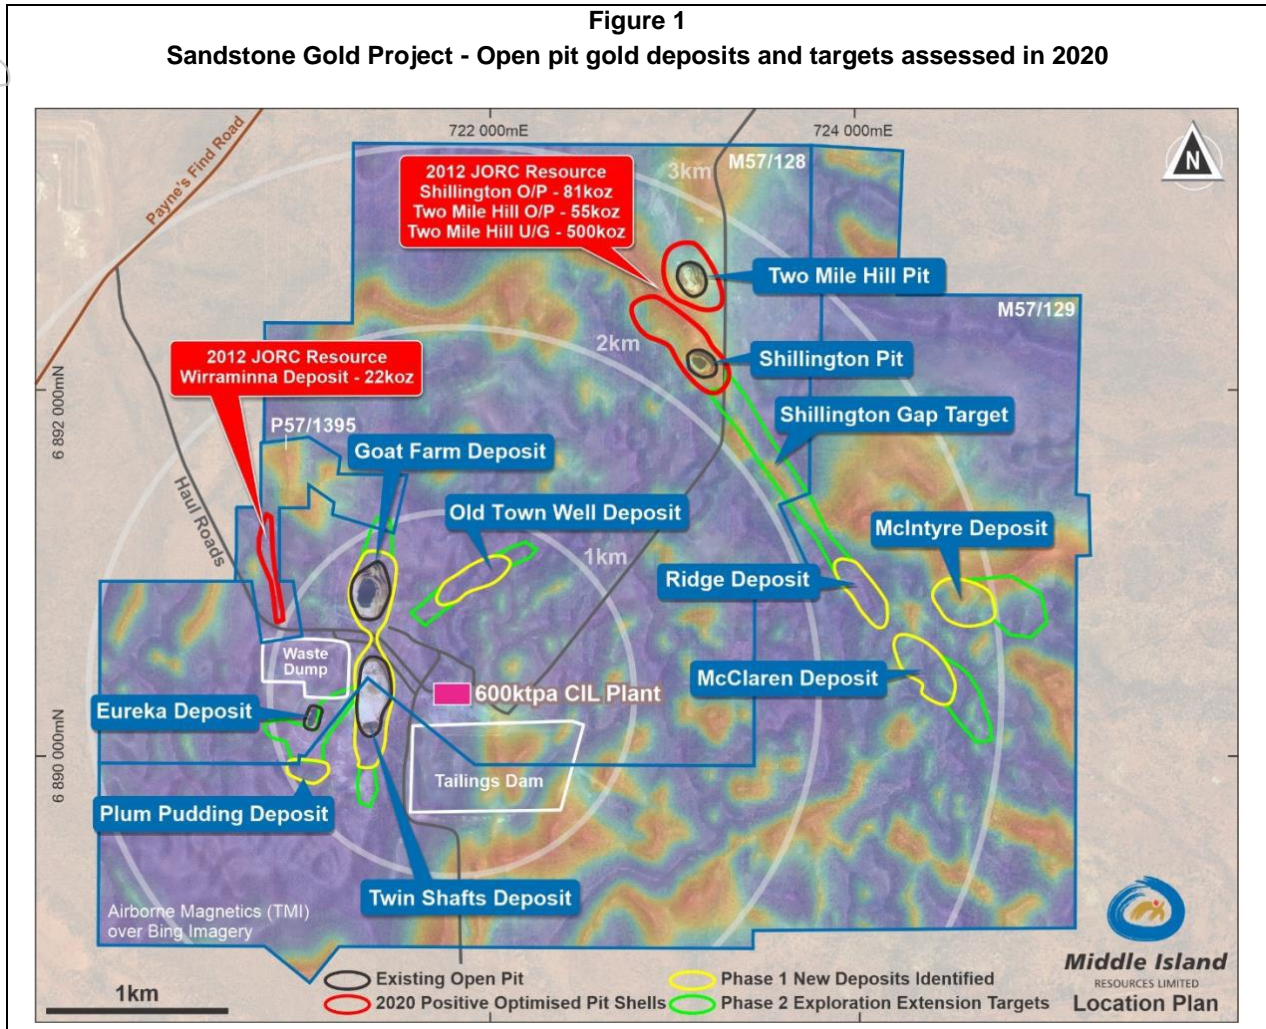 Figure 1
Sandstone Gold Project - Open pit gold deposits and targets assessed in 2020
722 000mE
724 000mE
Payne's Find Road
2012 JORC Resource
Shillington O/P - 81koz
Two Mile Hill O/P - 55koz
Two Mile Hill U/G - 500koz
3km
M57/128
N
Two Mile Hill Pit
M57/129
2km
Shillington Pit
2012 JORC Resource
Wirraminna Deposit - 22koz
6 892 000mN
Shillington Gap Target
P57/1395
Goat Farm Deposit
Haul Roads
Old Town Well Deposit
McIntyre Deposit
1km
Ridge Deposit
Waste
Dump
McClaren Deposit
600ktpa CIL Plant
Eureka Deposit
6 890 000mN
Tailings Dam
Plum Pudding Deposit
Twin Shafts Deposit
Airborne Magnetics (TMI)
over Bing Imagery
Existing Open Pit
Phase 1 New Deposits Identified
2020 Positive Optimised Pit Shells
Phase 2 Exploration Extension Targets
1km
Middle Island
RESOURCES LIMITED
Location Plan